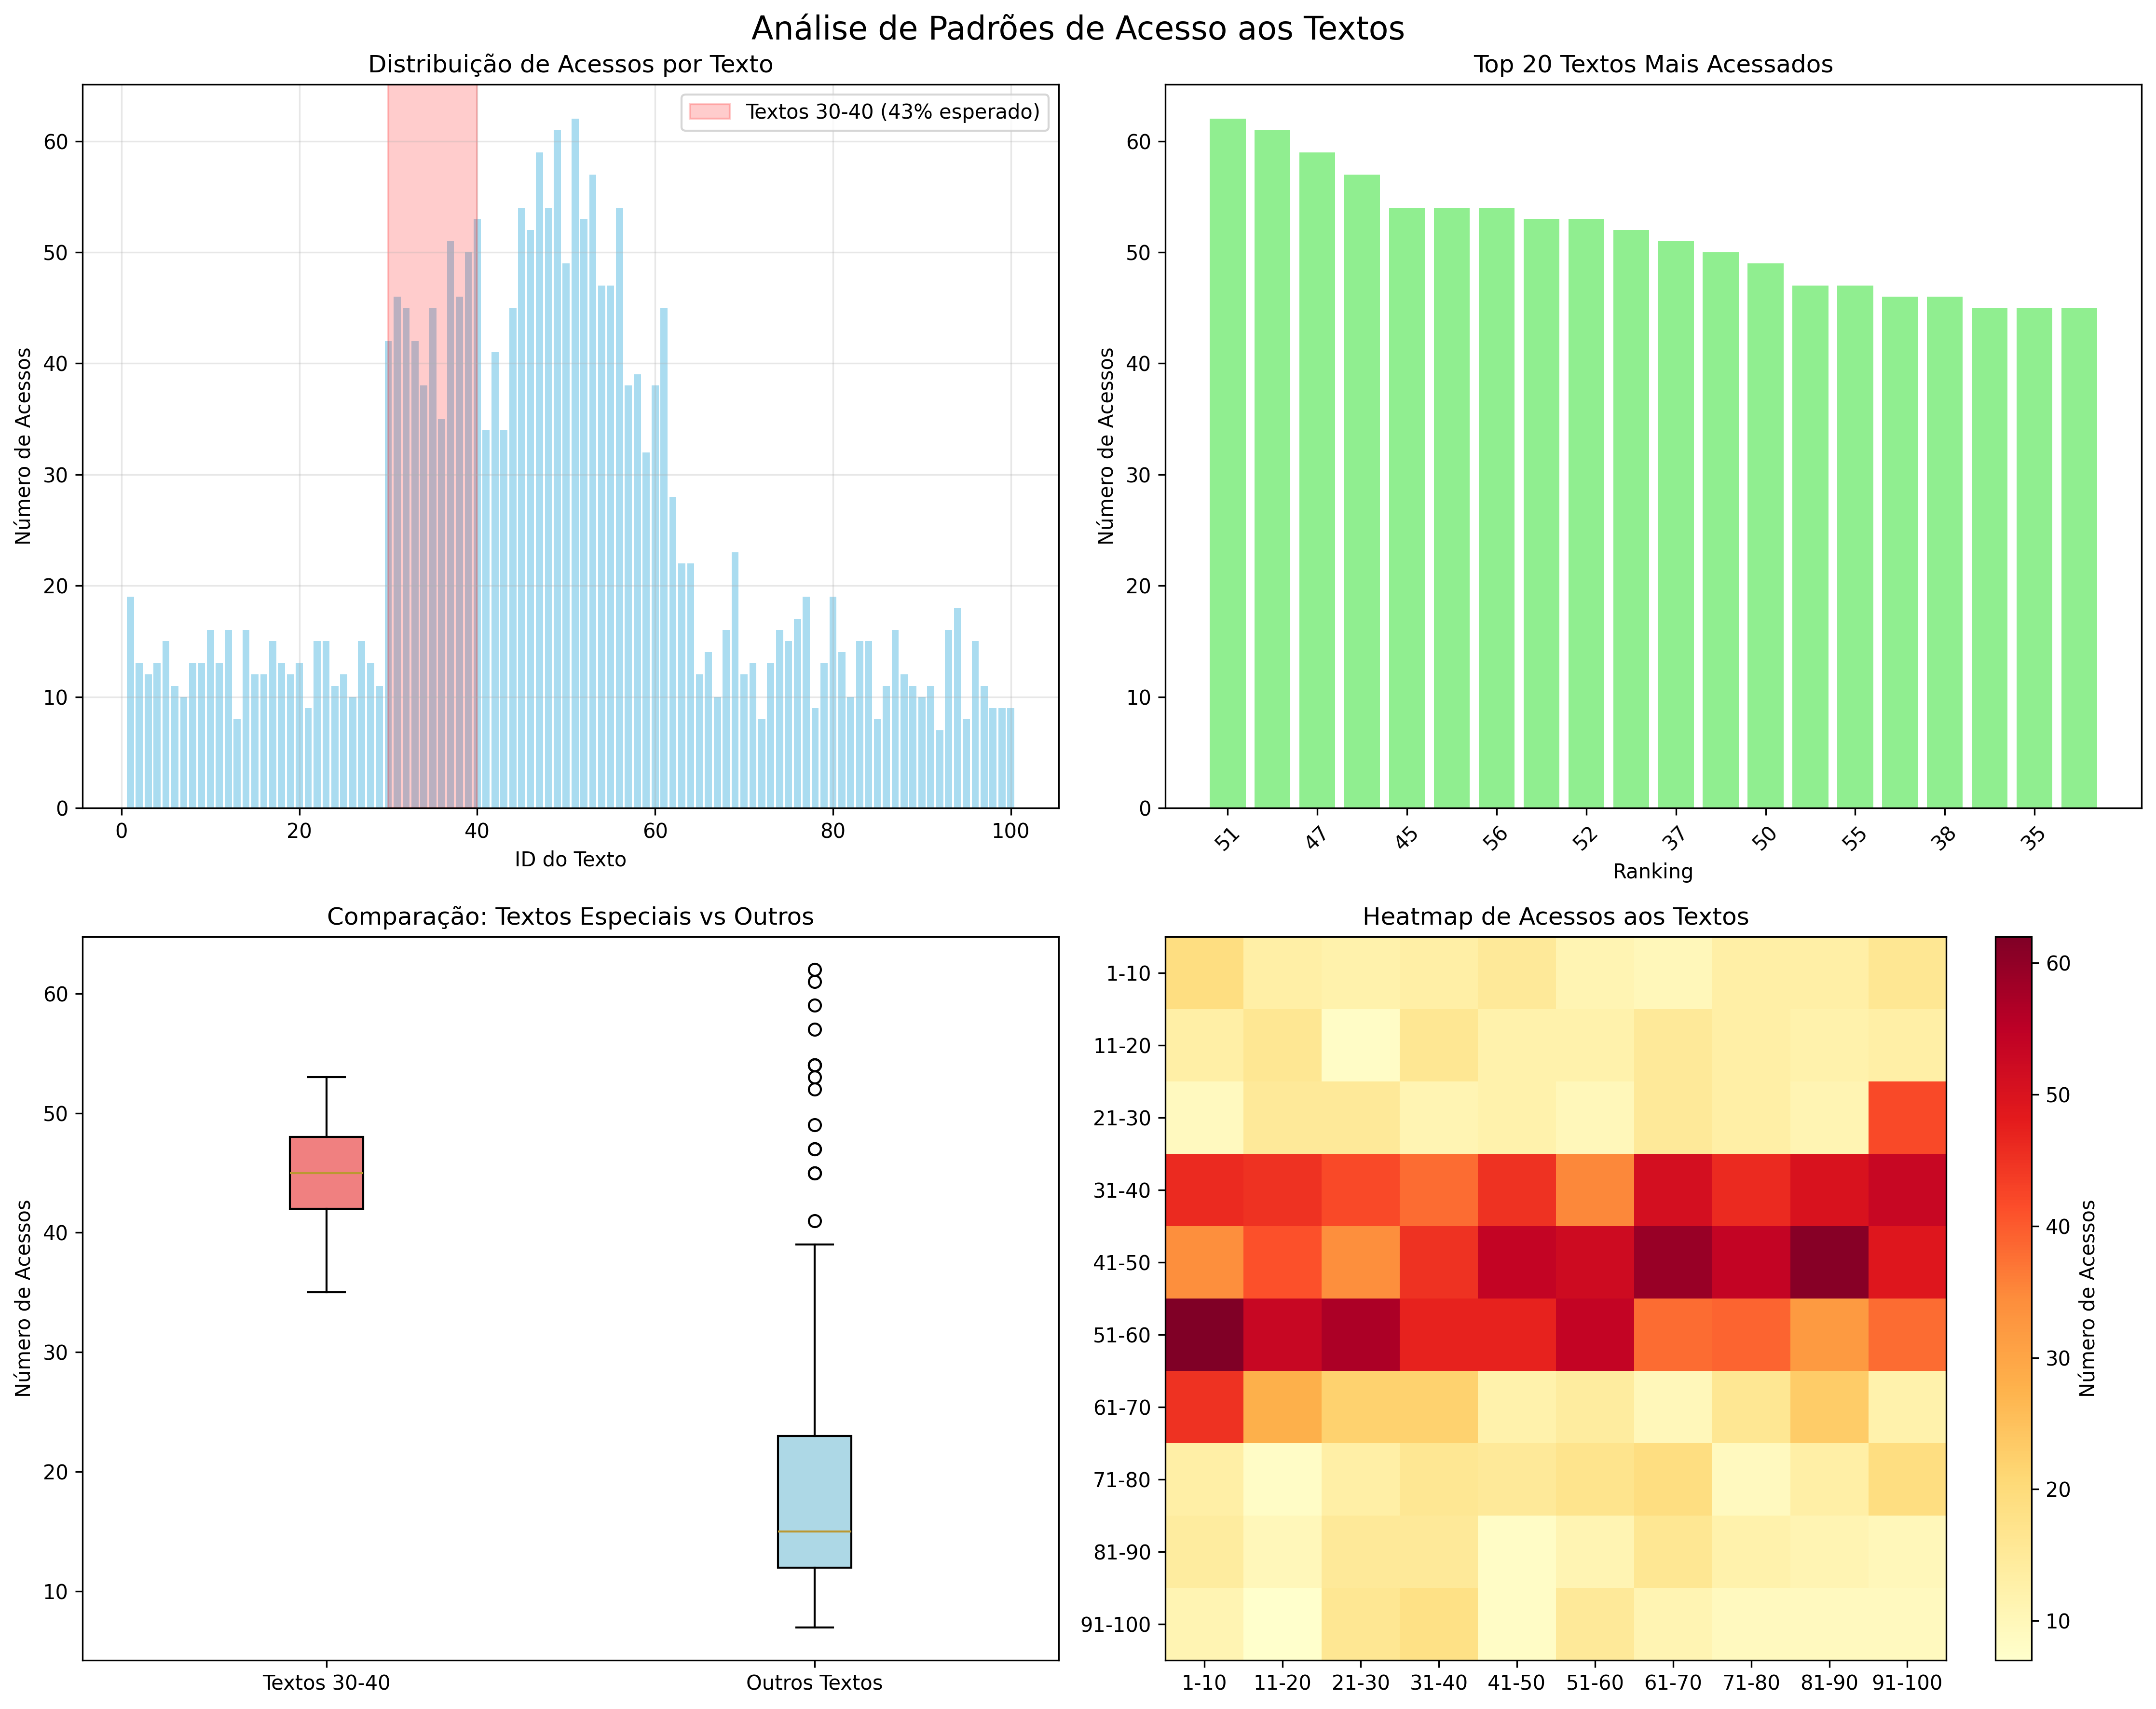 Análise de Padrões de Acesso aos Textos
Distribuição de Acessos por Texto
Textos 30-40 (43% esperado)
Número de Acessos
60
50
40
30
20
10
0
0 20 40 60 80 100
ID do Texto
Top 20 Textos Mais Acessados
Número de Acessos
60
50
40
30
20
10
0
51 47 45 56 52 37 50 55 38 35
Ranking
Comparação: Textos Especiais vs Outros
Número de Acessos
60
50
40
30
20
10
Textos 30-40 Outros Textos
Heatmap de Acessos aos Textos
1-10
11-20
21-30
31-40
41-50
51-60
61-70
71-80
81-90
91-100
1-10 11-20 21-30 31-40 41-50 51-60 61-70 71-80 81-90 91-100
60
50
40
30
20
10
Número de Acessos